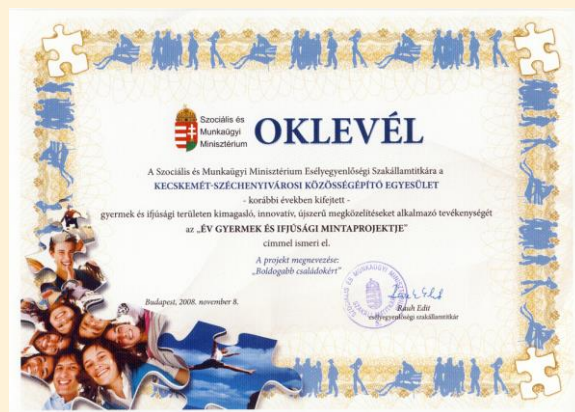 Szociális és
Munkaügyi
Minisztérium
OKLEVÉL
A Szociális és Munkaügyi Minisztérium Esélyegyenlőségi Szakállamtitkára a
KECSKEMÉT-SZÉCHENYIVÁROSI KÖZÖSSÉGÉPÍTŐ EGYESÜLET
- korábbi években kifejtett -
gyermek és ifjúsági területen kimagasló, innovatív, újszerű megközelítéseket alkalmazó tevékenységét
az „ÉV GYERMEK ÉS IFJÚSÁGI MINTAPROJEKTJE"
címmel ismeri el.
A projekt megnevezése:
„Boldogabb családokért"
Budapest, 2008. november 8.
Rauh Edit
esélyegyenlőségi szakállamtitkár